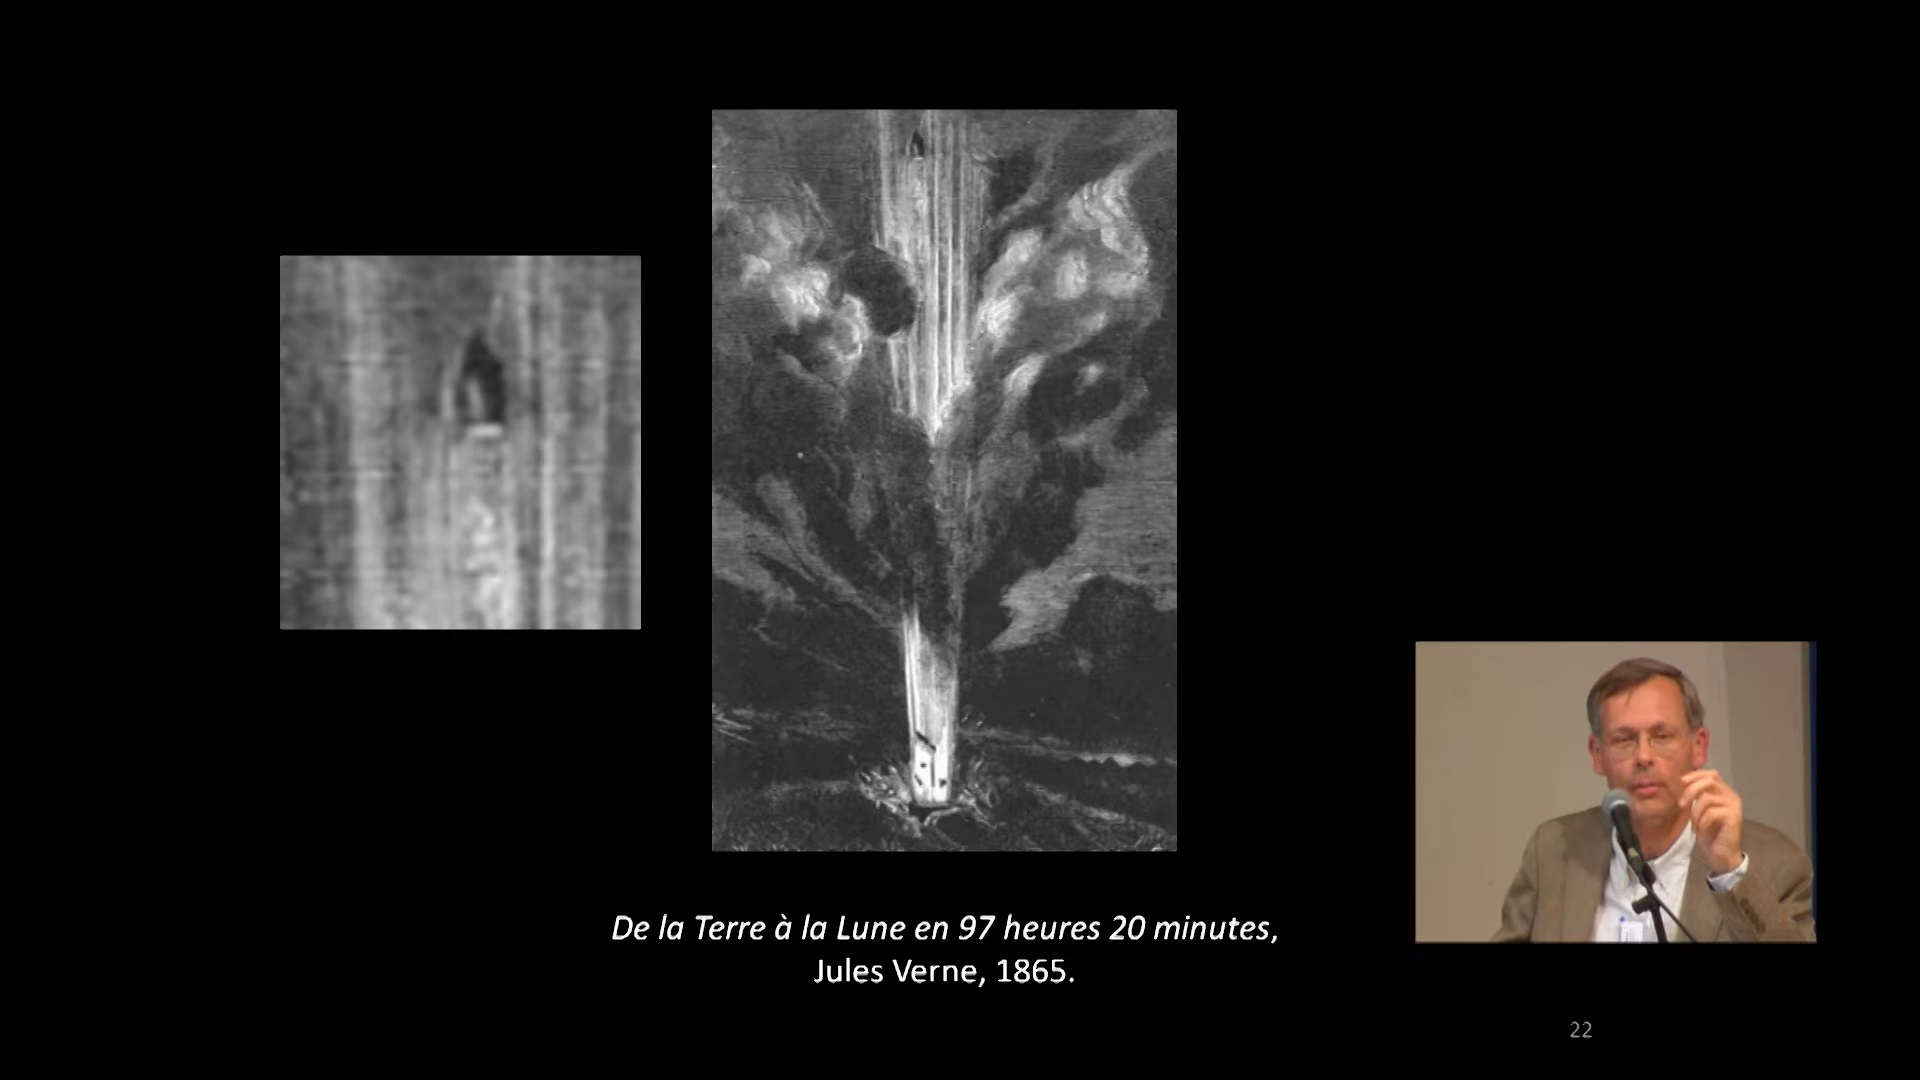 De la Terre à la Lune en 97 heures 20 minutes,
Jules Verne, 1865.
22